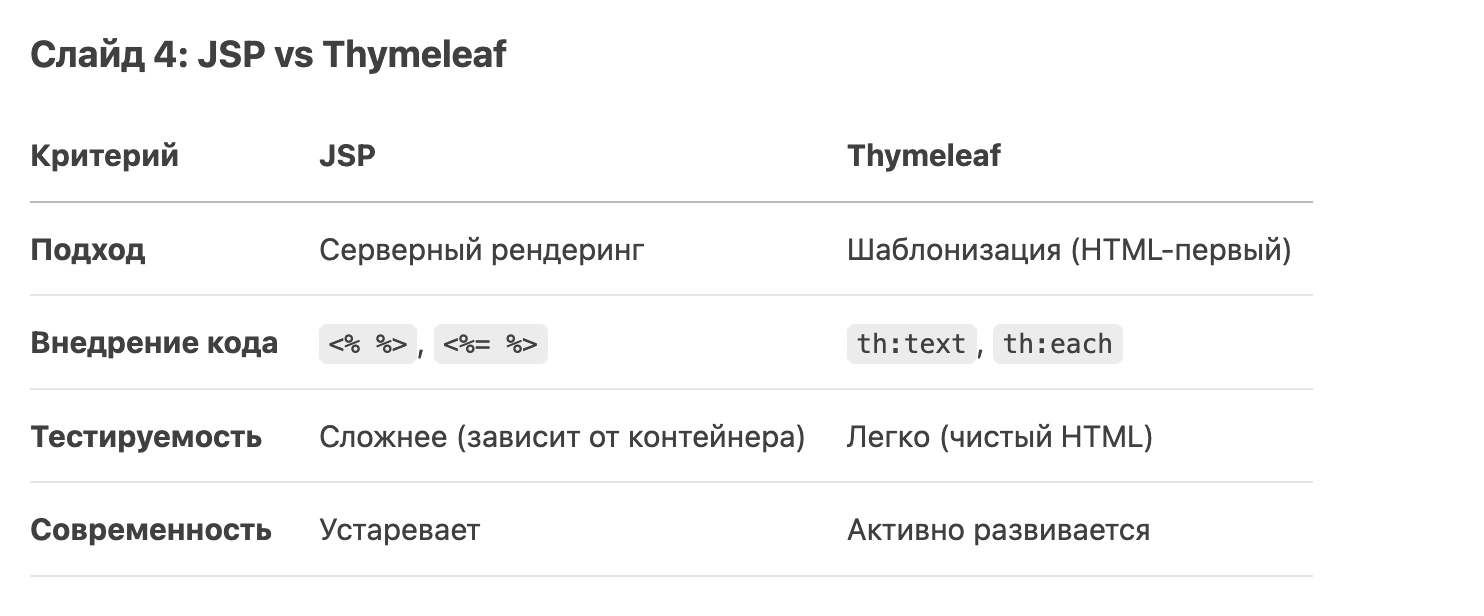 Слайд 4: JSP vs Thymeleaf
Критерий JSP Thymeleaf
Подход Серверный рендеринг Шаблонизация (HTML-первый)
Внедрение кода <% %>, <%= %> th:text, th:each
Тестируемость Сложнее (зависит от контейнера) Легко (чистый HTML)
Современность Устаревает Активно развивается